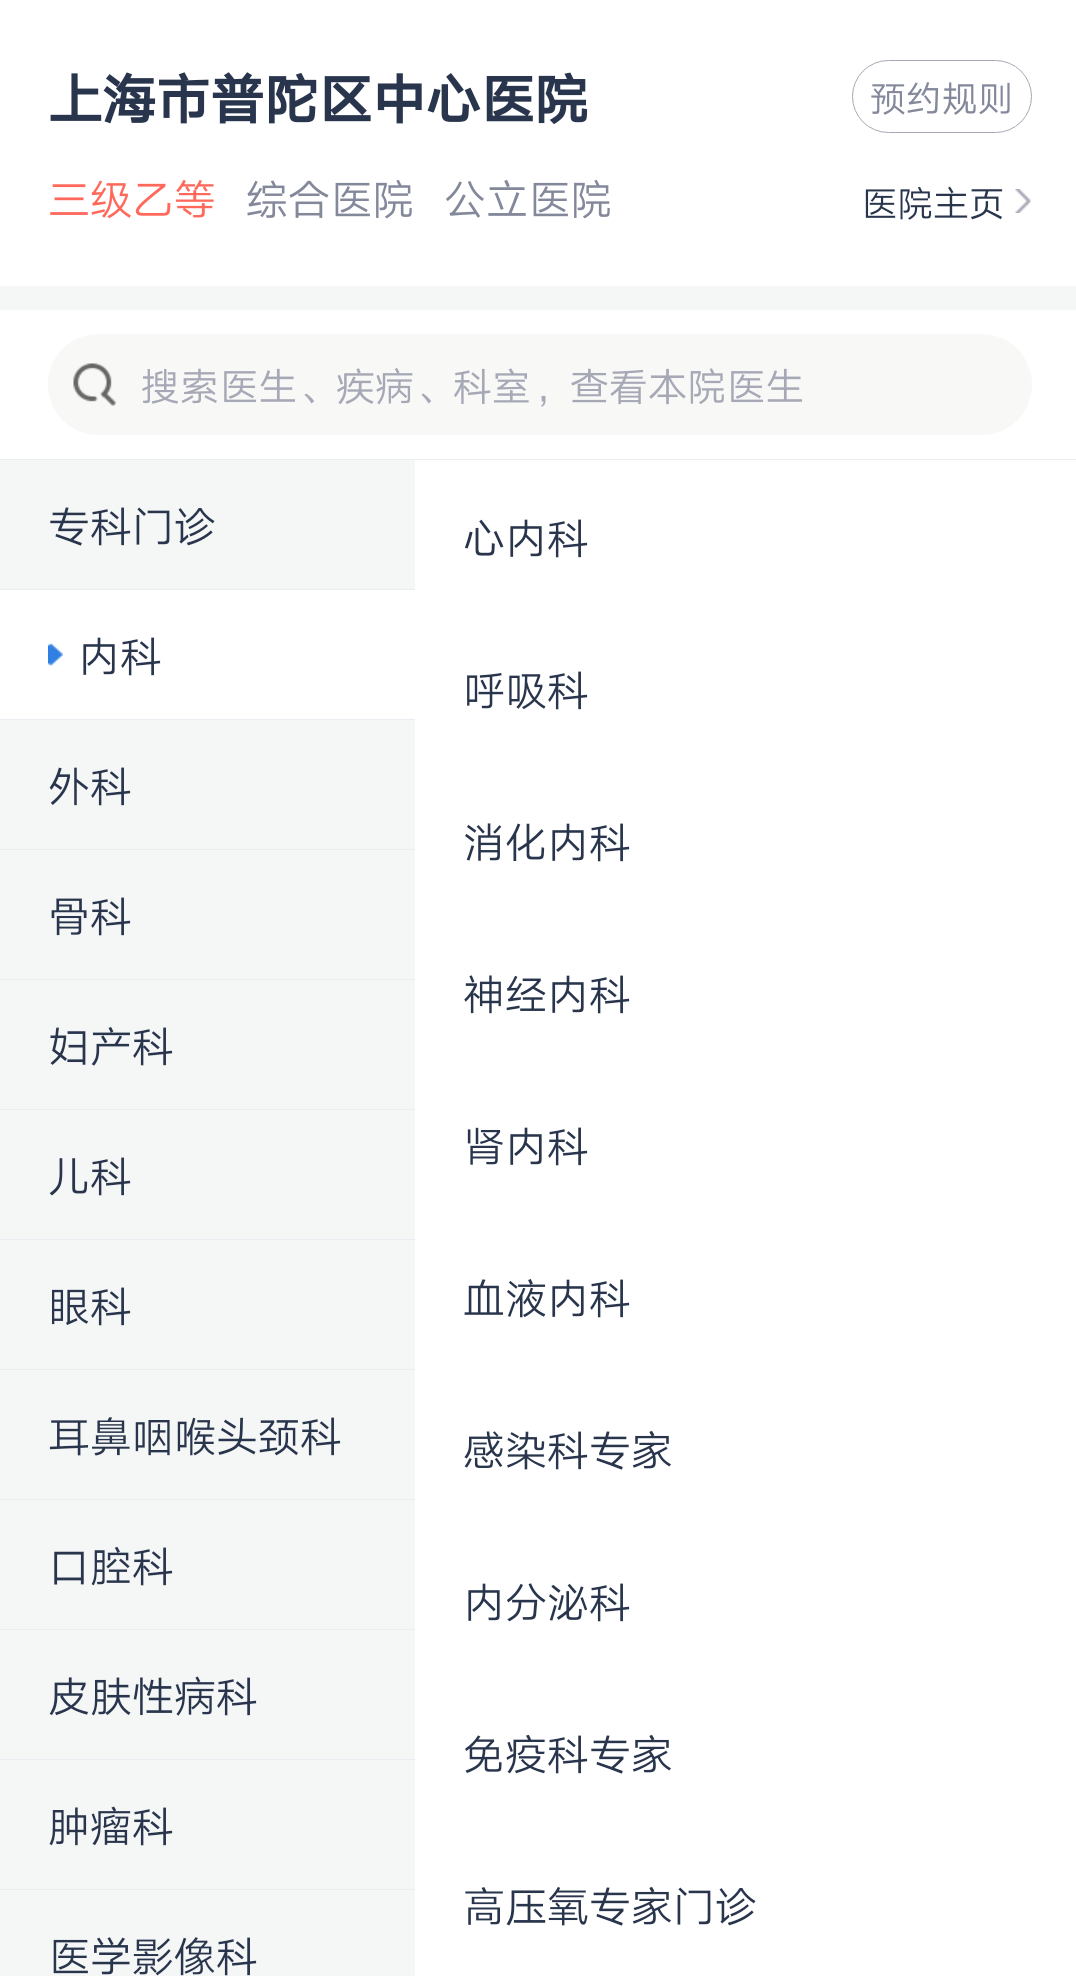 上海市普陀区中心医院
预约规则
三级乙等 综合医院 公立医院
医院主页
搜索医生、疾病、科室，查看本院医生
专科门诊
内科
外科
骨科
妇产科
儿科
眼科
耳鼻咽喉头颈科
口腔科
皮肤性病科
肿瘤科
医学影像科
心内科
呼吸科
消化内科
神经内科
肾内科
血液内科
感染科专家
内分泌科
免疫科专家
高压氧专家门诊